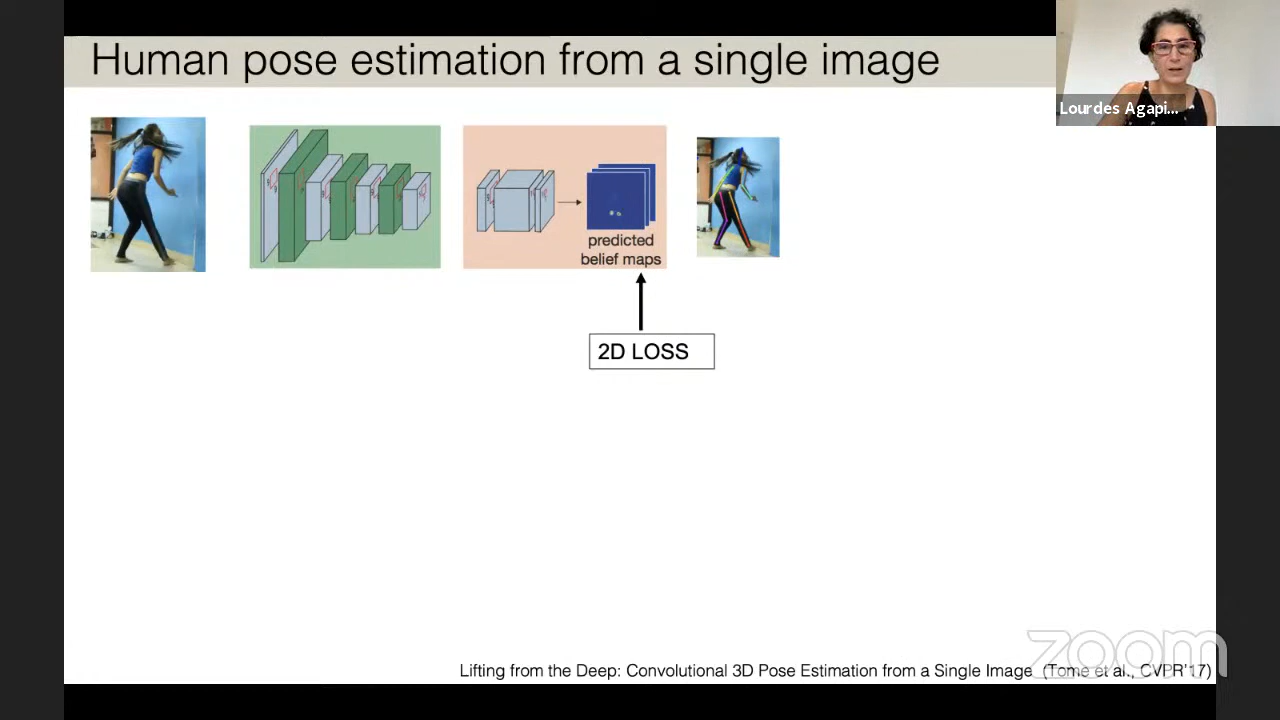 Human pose estimation from a single image
Lourdes Agapi...
predicted
belief maps
2D LOSS
Lifting from the Deep: Convolutional 3D Pose Estimation from a Single Image (Tome et al., CVPR'17)
zoom